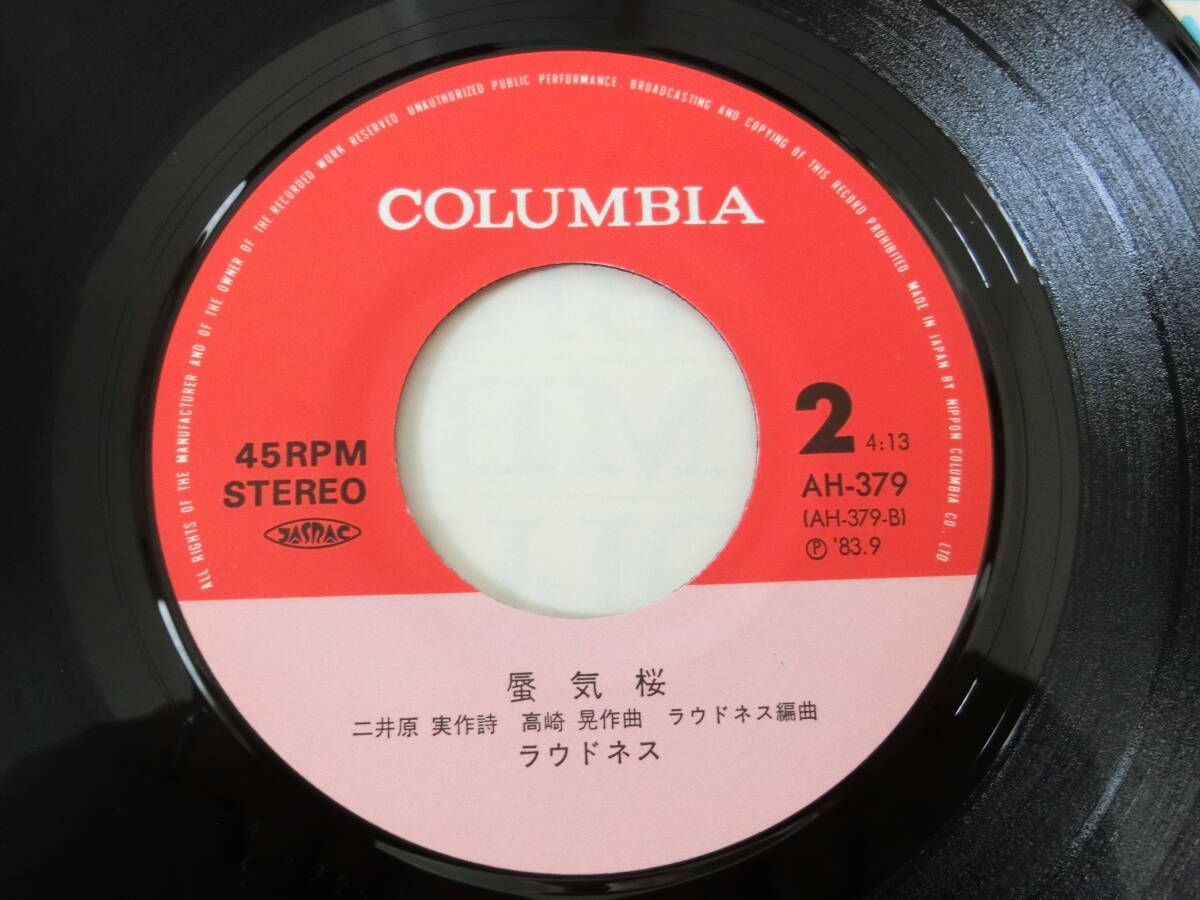 ALL RIGHTS OF THE MANUFACTURER AND OF THE OWNER OF THE RECORDED WORK RESERVED. UNAUTHORIZED PUBLIC PERFORMANCE. BROADCASTING AND COPYING OF THIS RECORD PROHIBITED. MADE IN JAPAN BY NIPPON COLUMBIA CO., LTD
COLUMBIA
45RPM
STEREO
JASRAC
2 4:13
AH-379
(AH-379-B)
Ⓟ '83.9
蜃気桜
二井原 実作詩 高崎 晃作曲 ラウドネス編曲
ラウドネス